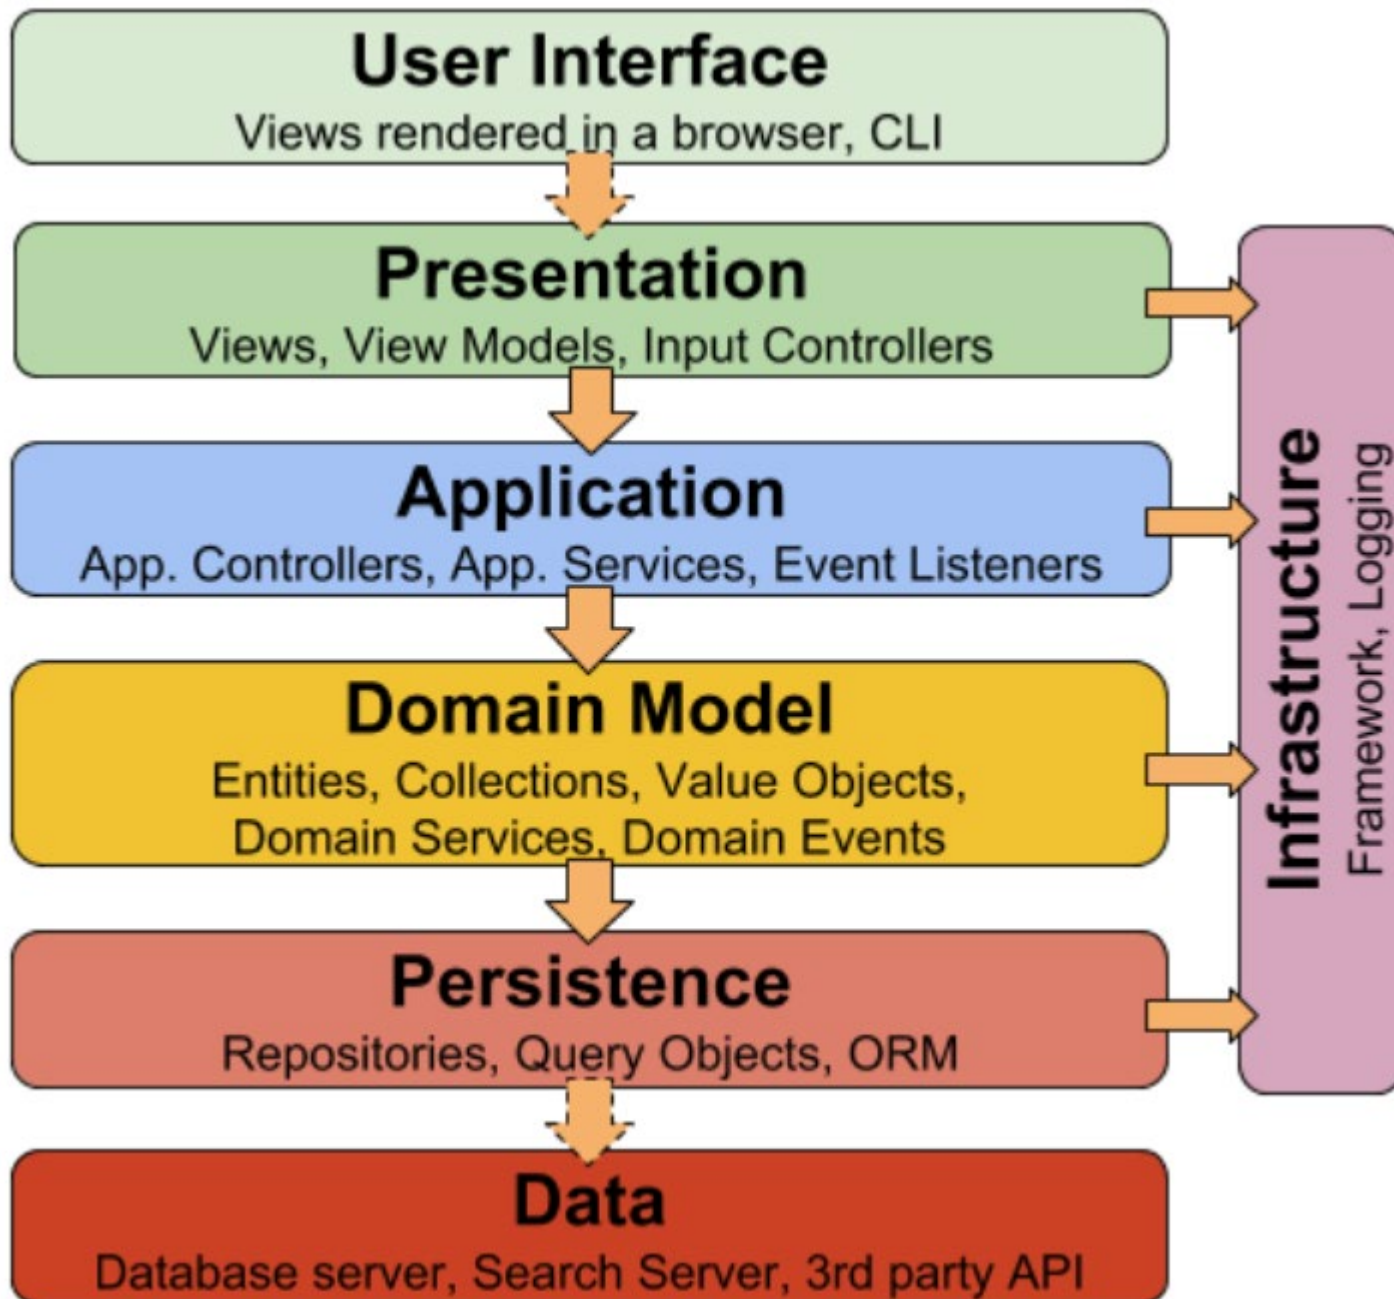 User Interface
Views rendered in a browser, CLI
Presentation
Views, View Models, Input Controllers
Application
App. Controllers, App. Services, Event Listeners
Domain Model
Entities, Collections, Value Objects,
Domain Services, Domain Events
Persistence
Repositories, Query Objects, ORM
Data
Database server, Search Server, 3rd party API
Infrastructure
Framework, Logging